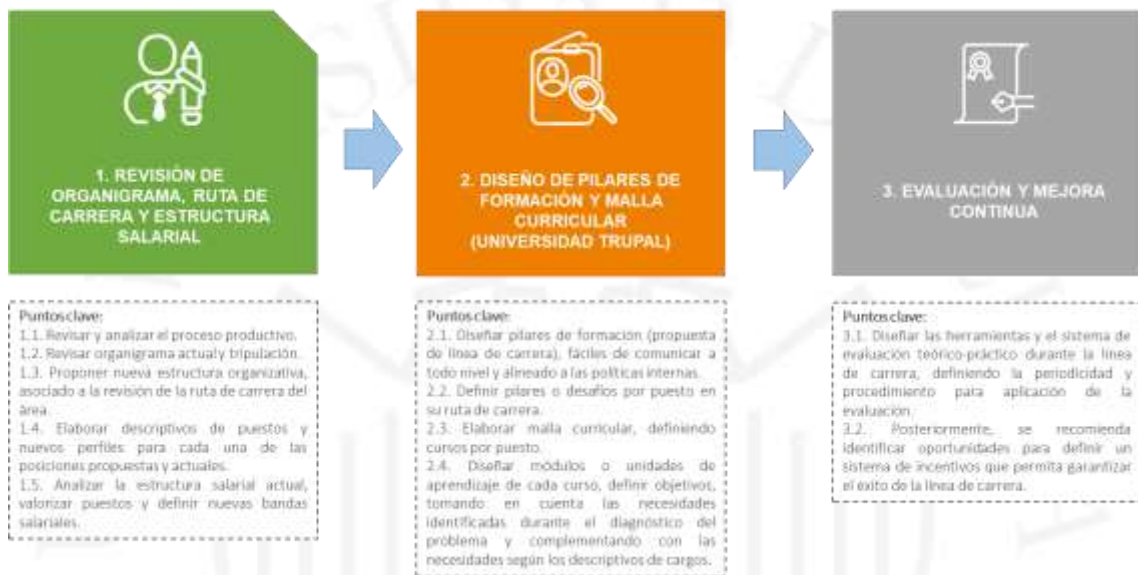 1. REVISIÓN DE
ORGANIGRAMA, RUTA DE
CARRERA Y ESTRUCTURA
SALARIAL
Puntos clave:
1.1. Revisar y analizar el proceso productivo.
1.2. Revisar organigrama actual y tripulación.
1.3. Proponer nueva estructura organizativa,
asociado a la revisión de la ruta de carrera del
área.
1.4. Elaborar descriptivos de puestos y
nuevos perfiles para cada una de las
posiciones propuestas y actuales.
1.5. Analizar la estructura salarial actual,
valorizar puestos y definir nuevas bandas
salariales.
2. DISEÑO DE PILARES DE
FORMACIÓN Y MALLA
CURRICULAR
(UNIVERSIDAD TRUPAL)
Puntos clave:
2.1. Diseñar pilares de formación (propuesta
de línea de carrera), fáciles de comunicar a
todo nivel y alineado a las políticas internas.
2.2. Definir pilares o desafíos por puesto en
su ruta de carrera.
2.3. Elaborar malla curricular, definiendo
cursos por puesto.
2.4. Diseñar módulos o unidades de
aprendizaje de cada curso, definir objetivos,
tomando en cuenta las necesidades
identificadas durante el diagnóstico del
problema y complementando con las
necesidades según los descriptivos de cargos.
3. EVALUACIÓN Y MEJORA
CONTINUA
Puntos clave:
3.1. Diseñar las herramientas y el sistema de
evaluación teórico-práctico durante la línea
de carrera, definiendo la periodicidad y
procedimiento para aplicación de la
evaluación.
3.2. Posteriormente, se recomienda
identificar oportunidades para definir un
sistema de incentivos que permita garantizar
el éxito de la línea de carrera.